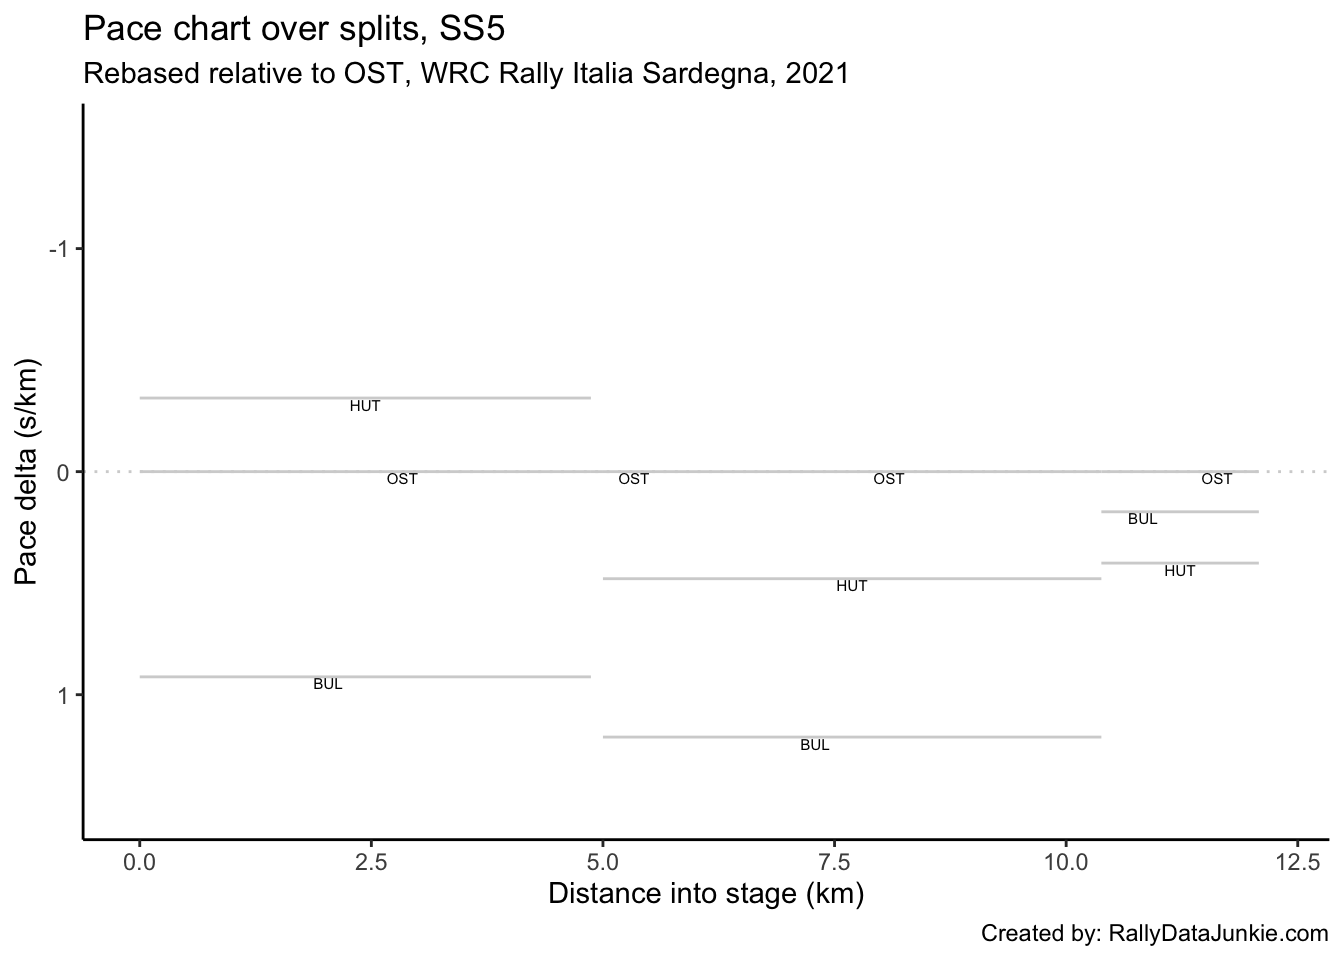 Pace chart over splits, SS5
Rebased relative to OST, WRC Rally Italia Sardegna, 2021
Pace delta (s/km)
-1
HUT
0
OST OST OST OST
BUL
HUT
HUT
BUL
1
BUL
0.0 2.5 5.0 7.5 10.0 12.5
Distance into stage (km)
Created by: RallyDataJunkie.com